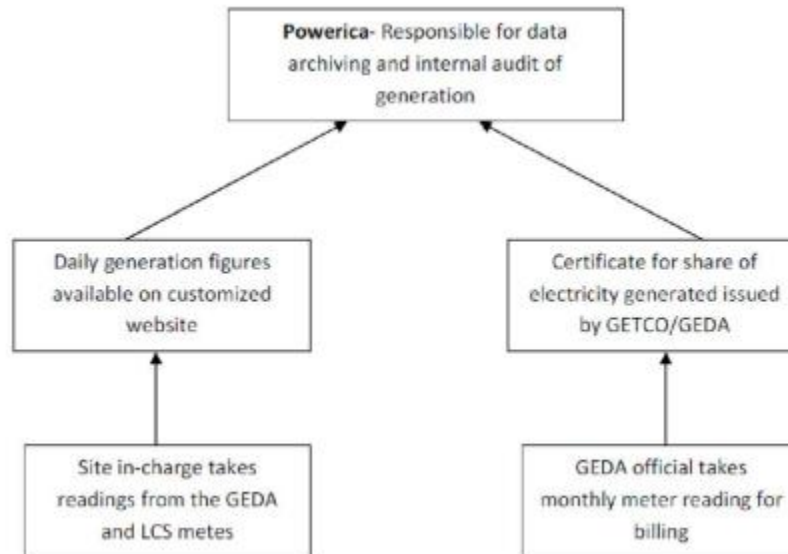 Powerica- Responsible for data
archiving and internal audit of
generation
Daily generation figures
available on customized
website
Certificate for share of
electricity generated issued
by GETCO/GEDA
Site in-charge takes
readings from the GEDA
and LCS metes
GEDA official takes
monthly meter reading for
billing